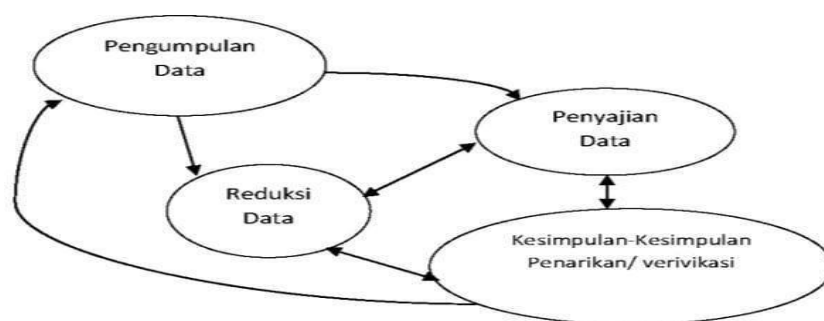 Pengumpulan
Data
Penyajian
Data
Reduksi
Data
Kesimpulan-Kesimpulan
Penarikan/ verivikasi